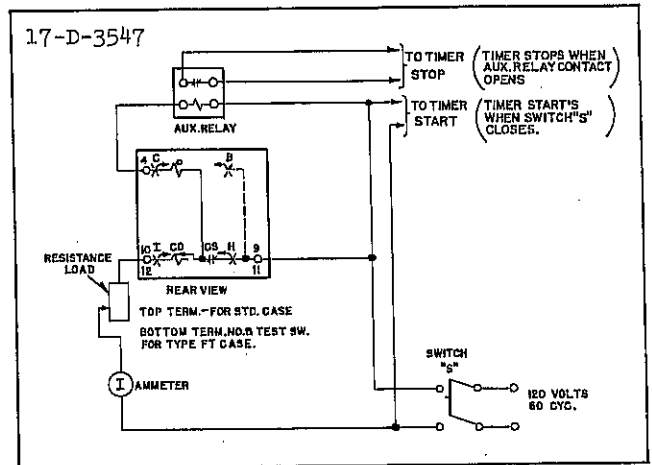 17-D-3547
TO TIMER STOP
(TIMER STOPS WHEN AUX.RELAY CONTACT OPENS)
AUX.RELAY
TO TIMER START
(TIMER START'S WHEN SWITCH"S" CLOSES.)
4 C B
10 I CO CS H 9
12 11
RESISTANCE LOAD
REAR VIEW
TOP TERM.-FOR STD. CASE
BOTTOM TERM.NO.& TEST SW. FOR TYPE FT CASE.
SWITCH "S"
I AMMETER
120 VOLTS
60 CYC.